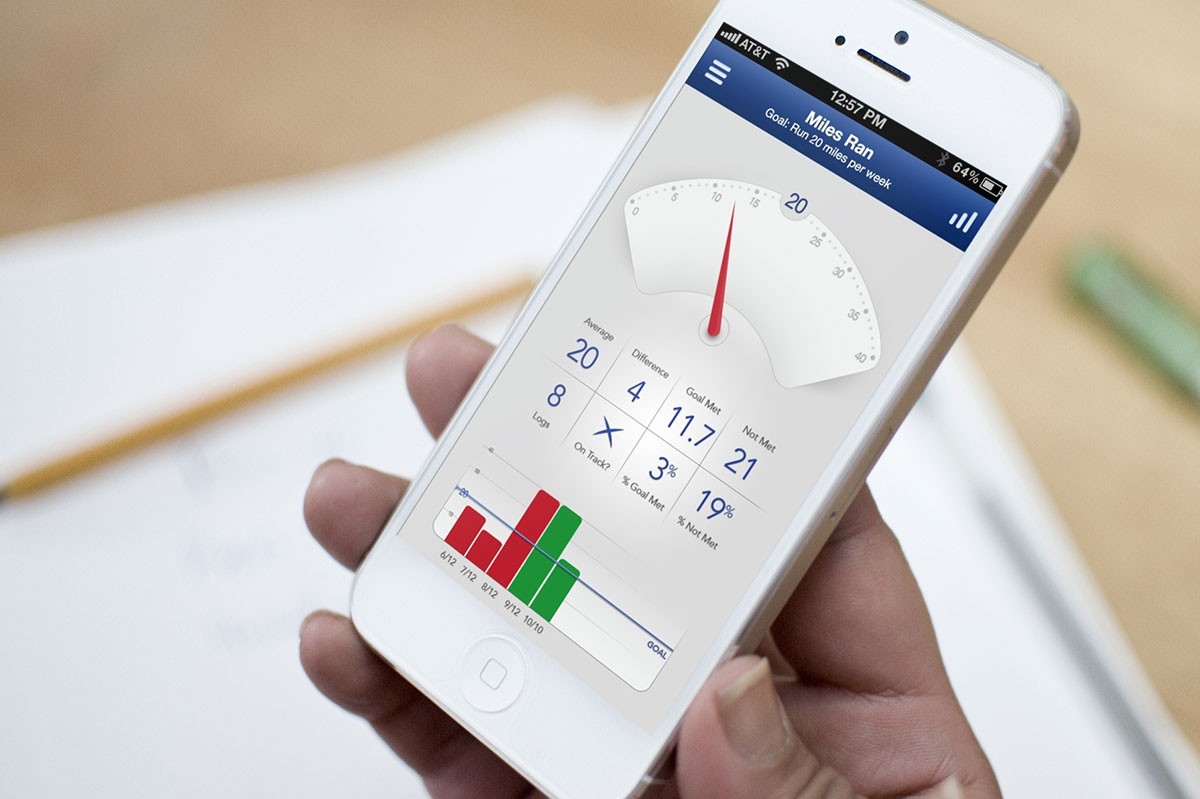 AT&T 12:57 PM 64%
Miles Ran
Goal: Run 20 miles per week
0 5 10 15 20 25 30 35 40
Average Difference Goal Met Not Met
20 4 11.7 21
8 3% 19%
Logs On Track? % Goal Met % Not Met
20
GOAL
6/12 7/12 8/12 9/12 10/10